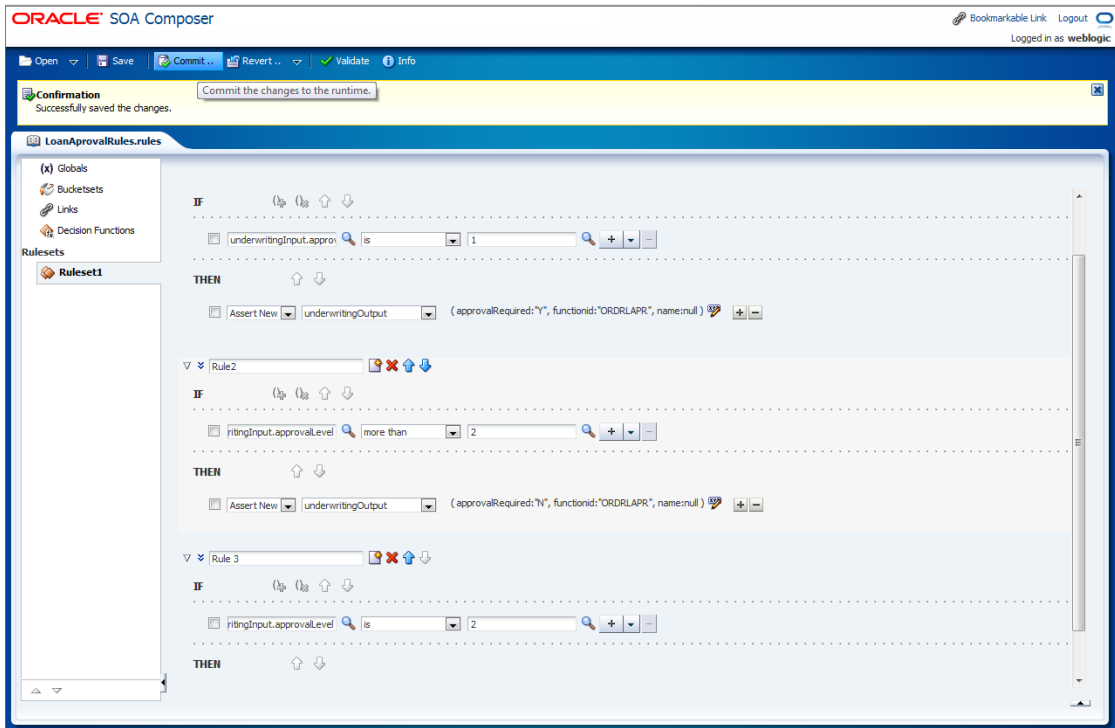 ORACLE® SOA Composer
Bookmarkable Link Logout
Logged in as weblogic
Open Save Commit .. Revert .. Validate Info
Commit the changes to the runtime.
Confirmation
Successfully saved the changes.
LoanAprovalRules.rules
(x) Globals
Bucketsets
Links
Decision Functions
Rulesets
Ruleset1
IF
underwritingInput.approv is 1
THEN
Assert New underwritingOutput ( approvalRequired:"Y", functionid:"ORDRLAPR", name:null )
Rule2
IF
ritingInput.approvalLevel more than 2
THEN
Assert New underwritingOutput ( approvalRequired:"N", functionid:"ORDRLAPR", name:null )
Rule 3
IF
ritingInput.approvalLevel is 2
THEN